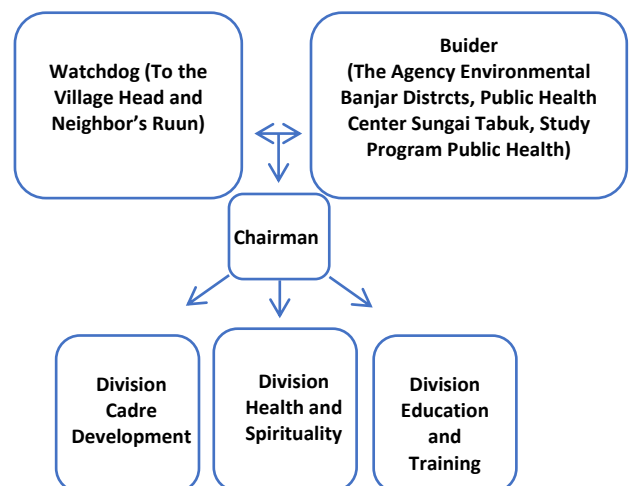 Watchdog (To the
Village Head and
Neighbor's Ruun)
Buider
(The Agency Environmental
Banjar Distrcts, Public Health
Center Sungai Tabuk, Study
Program Public Health)
Chairman
Division
Cadre
Development
Division
Health and
Spirituality
Division
Education
and
Training